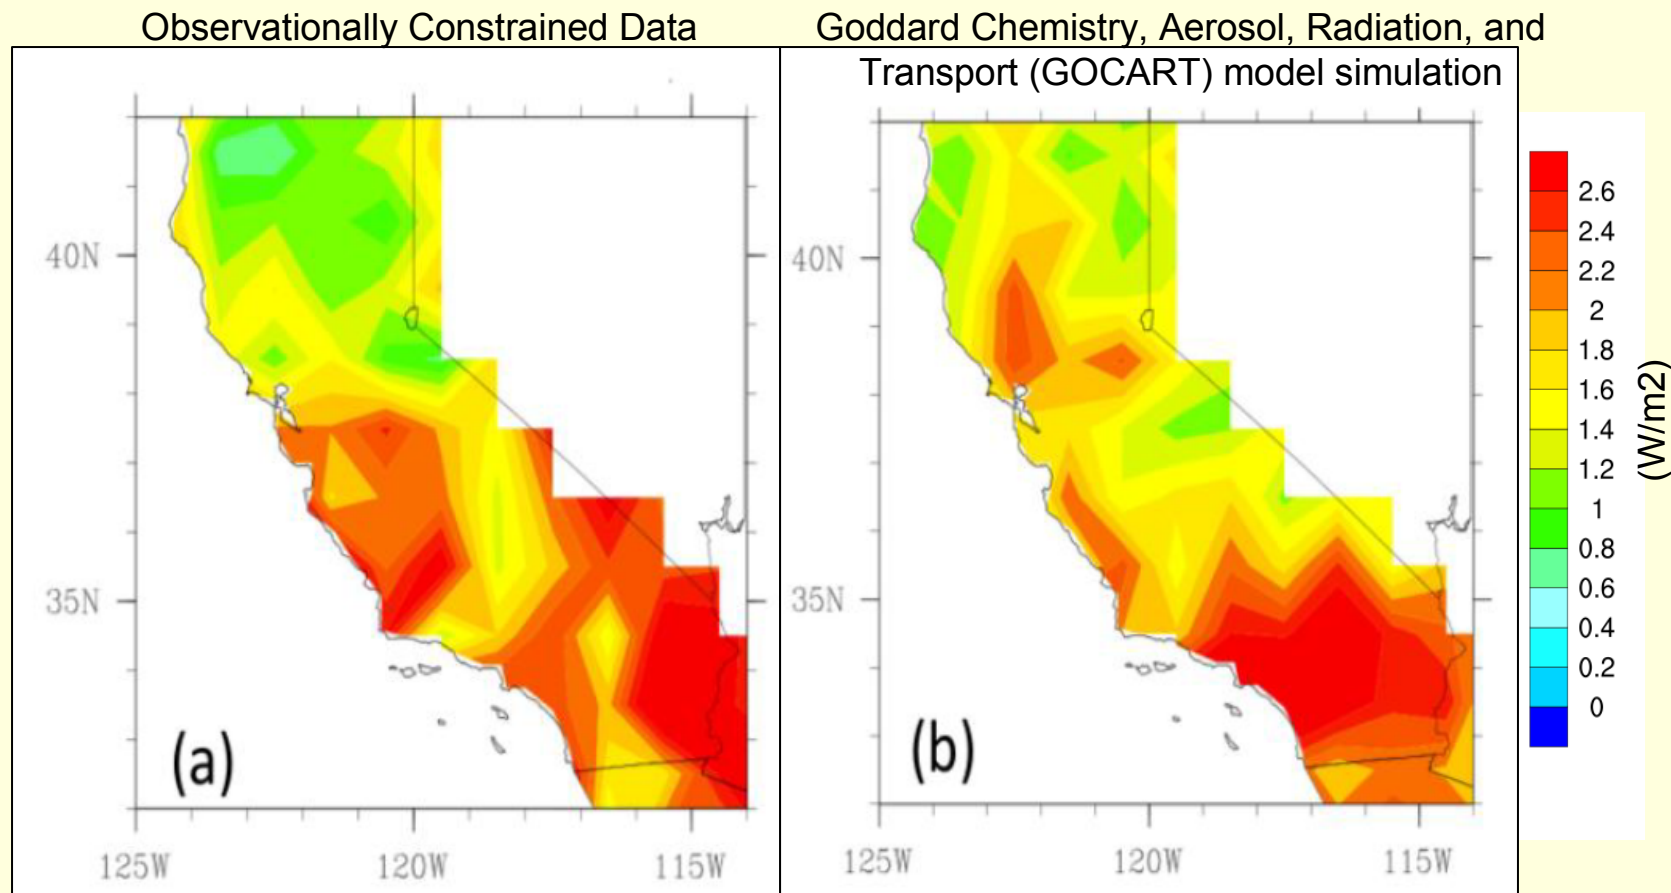 Observationally Constrained Data
Goddard Chemistry, Aerosol, Radiation, and
Transport (GOCART) model simulation
40N
35N
125W
120W
115W
(a)
40N
35N
125W
120W
115W
(b)
2.6
2.4
2.2
2
1.8
1.6
1.4
1.2
1
0.8
0.6
0.4
0.2
0
(W/m2)